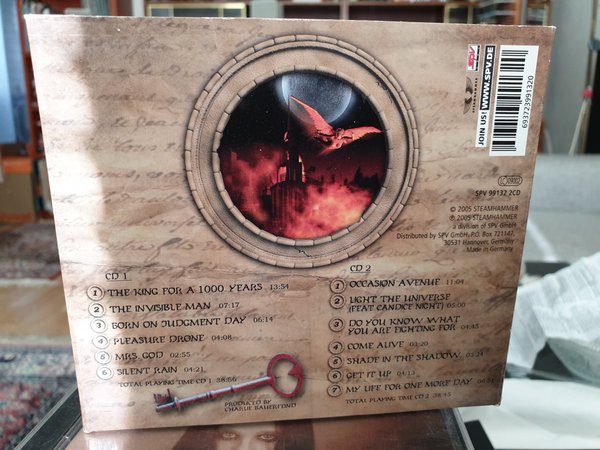 SPV
JOIN US! WWW.SPV.DE
693723991320
LC 09002
SPV 99132 2CD
© 2005 STEAMHAMMER
℗ 2005 STEAMHAMMER
a division of SPV GmbH
Distributed by SPV GmbH, P.O. Box 721147,
30531 Hannover, Germany
Made in Germany
CD 1
1 THE KING FOR A 1000 YEARS 13:54
2 THE INVISIBLE MAN 07:17
3 BORN ON JUDGMENT DAY 06:14
4 PLEASURE DRONE 04:08
5 MRS. GOD 02:55
6 SILENT RAIN 04:21
TOTAL PLAYING TIME CD 1 38:56
PRODUCED BY
CHARLIE BAUERFEIND
CD 2
1 OCCASION AVENUE 11:04
2 LIGHT THE UNIVERSE
(FEAT. CANDICE NIGHT) 05:00
3 DO YOU KNOW WHAT
YOU ARE FIGHTING FOR 04:45
4 COME ALIVE 03:20
5 SHADE IN THE SHADOW 03:24
6 GET IT UP 04:13
7 MY LIFE FOR ONE MORE DAY
TOTAL PLAYING TIME CD 2 38:45